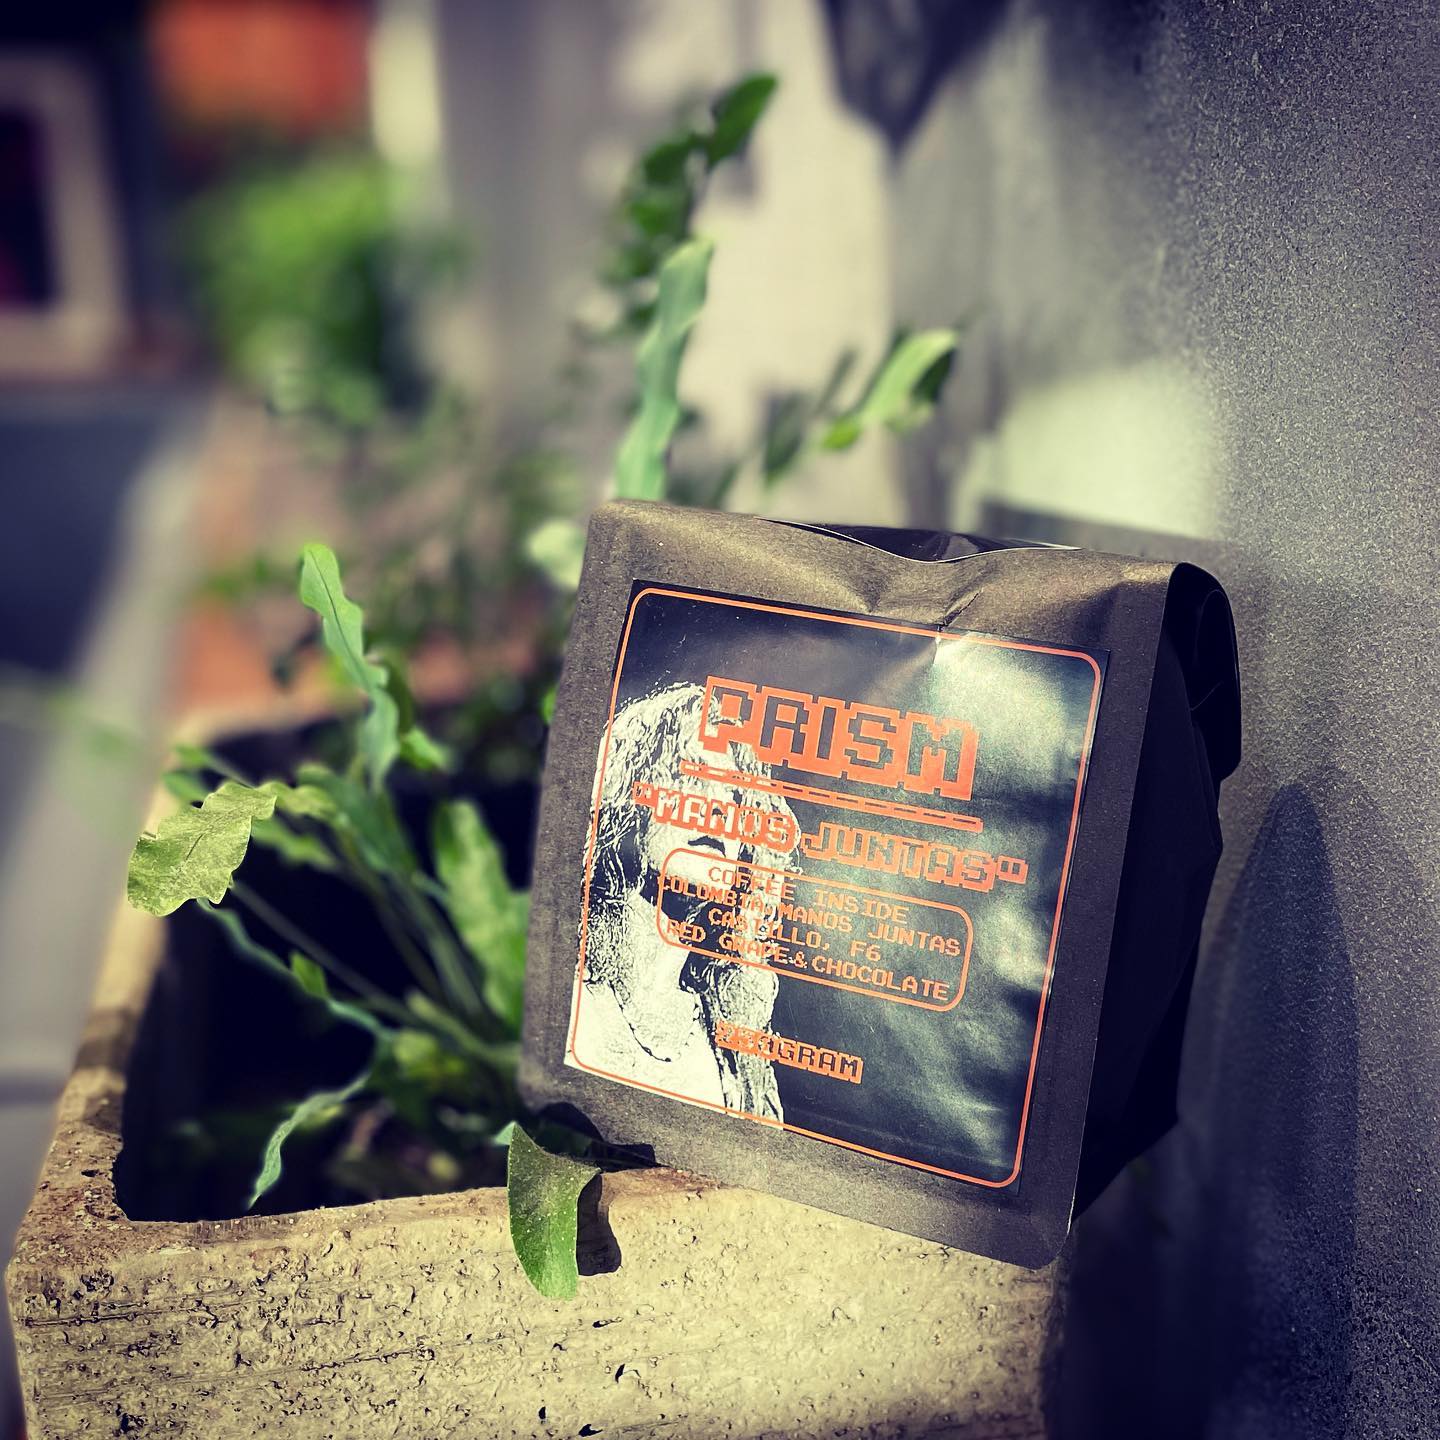 PRISM
"MANOS JUNTAS"
COFFEE INSIDE
COLOMBIA, MANOS JUNTAS
CASTILLO, F6
RED GRAPE & CHOCOLATE